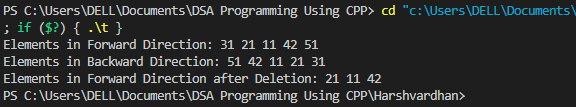 PS C:\Users\DELL\Documents\DSA Programming Using CPP> cd "c:\Users\DELL\Documents\
; if ($?) { .\t }
Elements in Forward Direction: 31 21 11 42 51
Elements in Backward Direction: 51 42 11 21 31
Elements in Forward Direction after Deletion: 21 11 42
PS C:\Users\DELL\Documents\DSA Programming Using CPP\Harshvardhan>